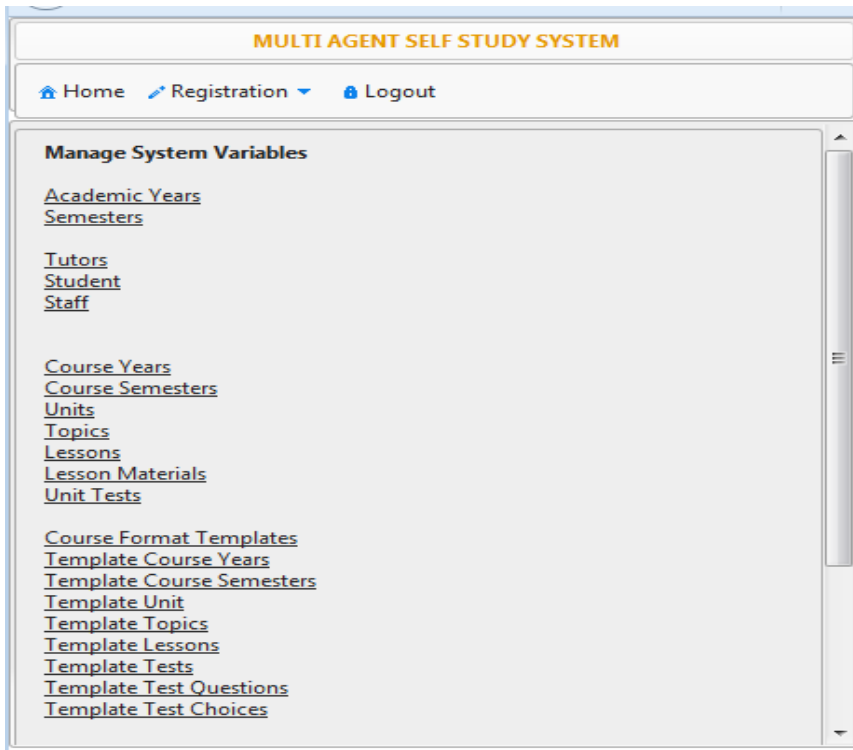 MULTI AGENT SELF STUDY SYSTEM
Home Registration Logout
Manage System Variables
Academic Years
Semesters
Tutors
Student
Staff
Course Years
Course Semesters
Units
Topics
Lessons
Lesson Materials
Unit Tests
Course Format Templates
Template Course Years
Template Course Semesters
Template Unit
Template Topics
Template Lessons
Template Tests
Template Test Questions
Template Test Choices